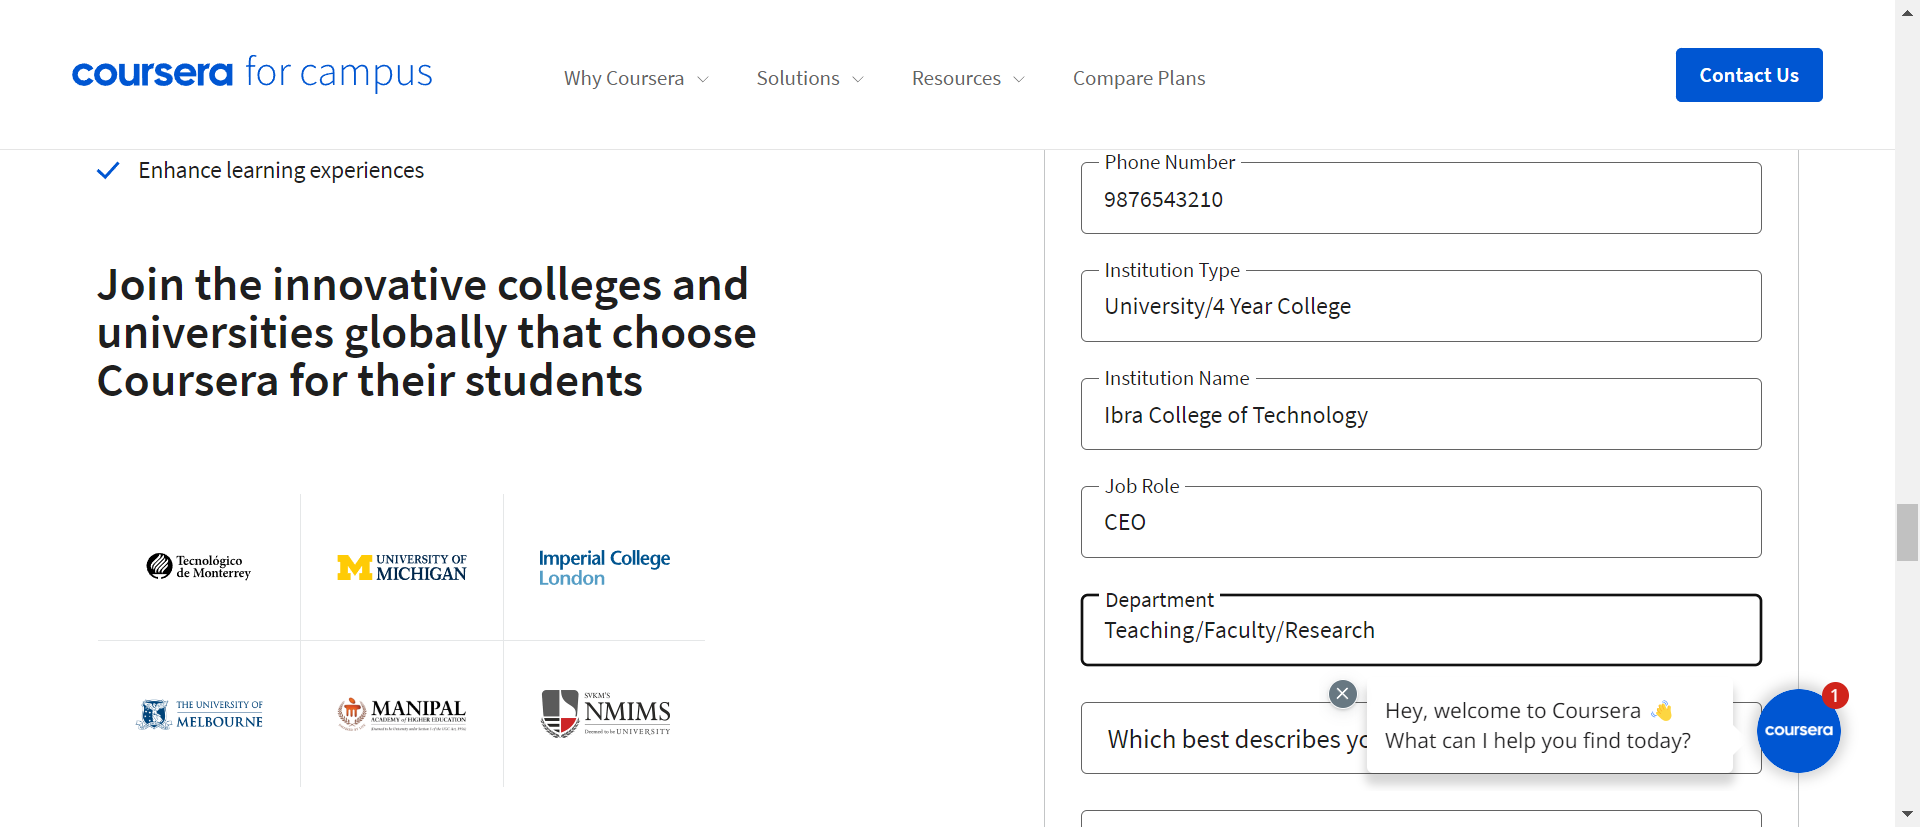 coursera for campus
Why Coursera
Solutions
Resources
Compare Plans
Contact Us
Enhance learning experiences
Join the innovative colleges and
universities globally that choose
Coursera for their students
Tecnológico
de Monterrey
UNIVERSITY OF
MICHIGAN
Imperial College
London
THE UNIVERSITY OF
MELBOURNE
MANIPAL
ACADEMY of HIGHER EDUCATION
SVKM'S
NMIMS
Deemed to be UNIVERSITY
Phone Number
9876543210
Institution Type
University/4 Year College
Institution Name
Ibra College of Technology
Job Role
CEO
Department
Teaching/Faculty/Research
Which best describes
Hey, welcome to Coursera 👋
What can I help you find today?
coursera
1